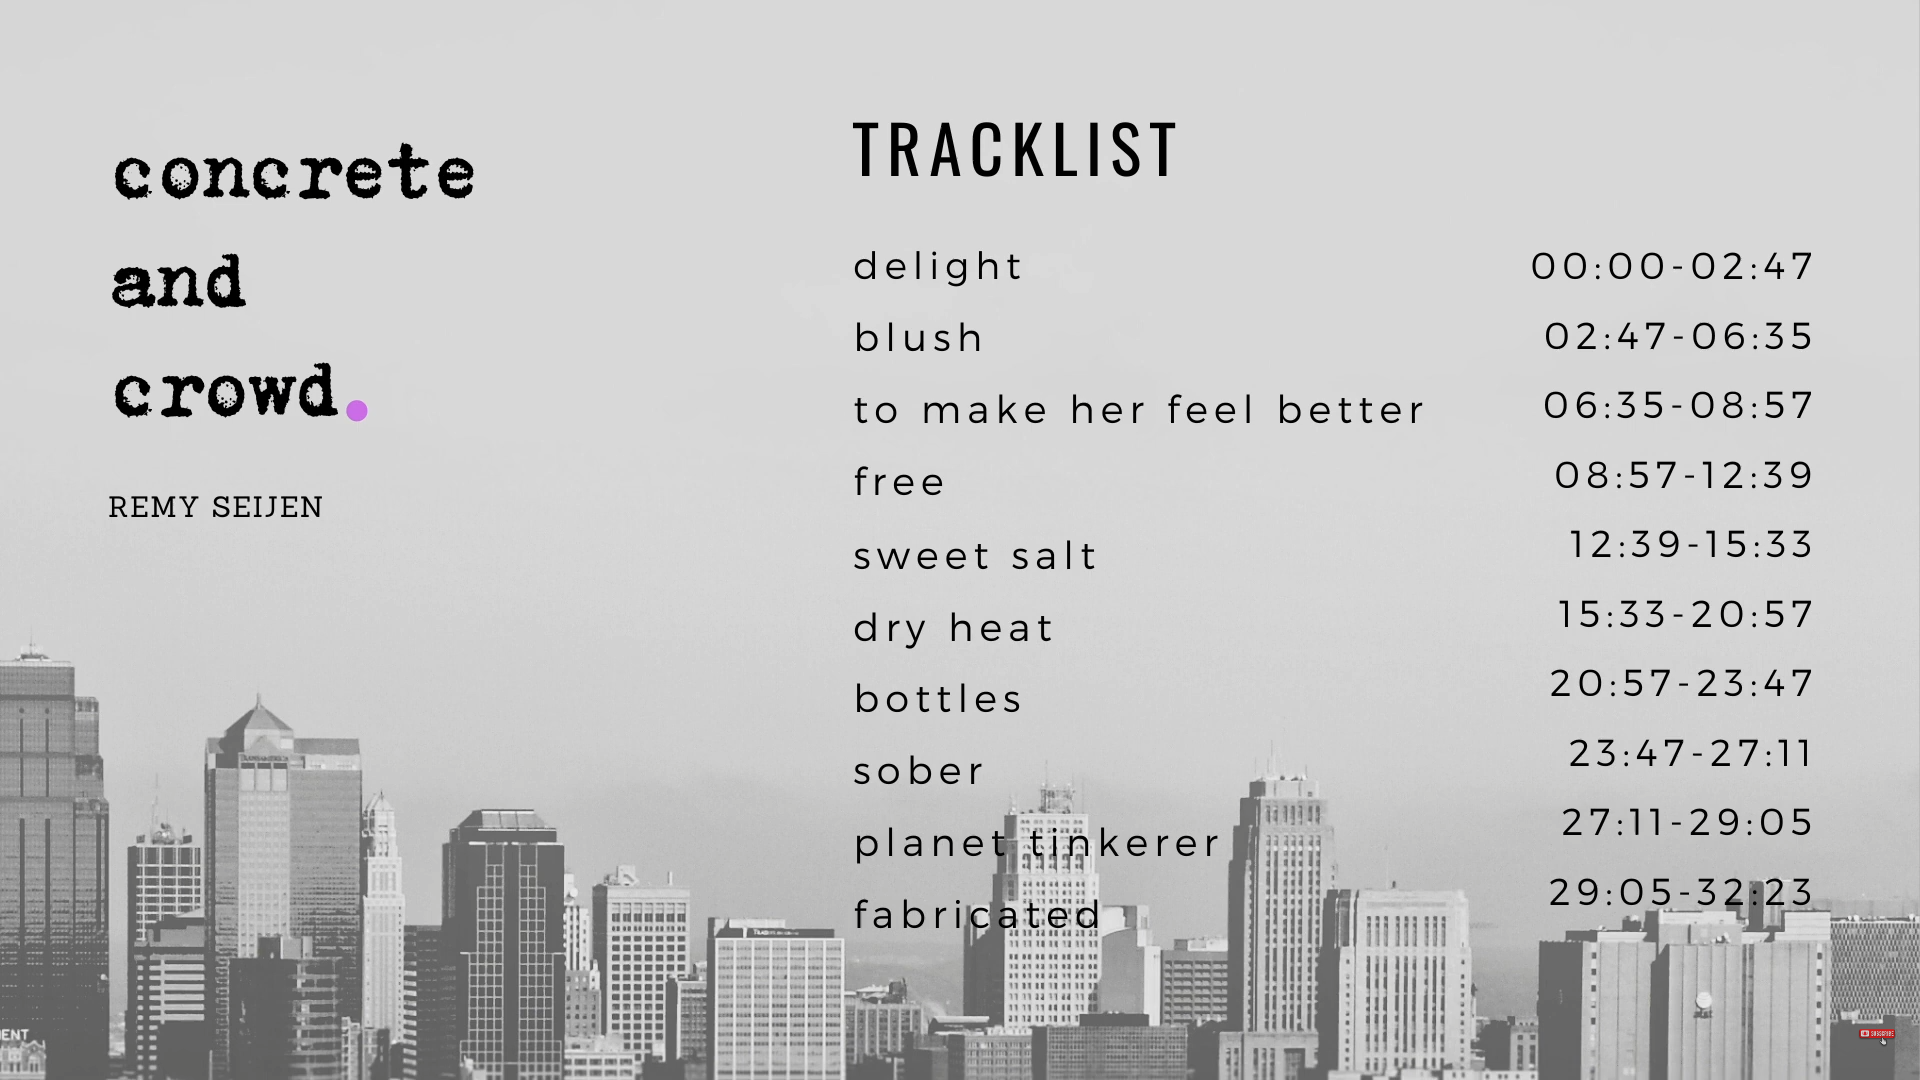 concrete
and
crowd.
REMY SEIJEN
TRACKLIST
delight 00:00-02:47
blush 02:47-06:35
to make her feel better 06:35-08:57
free 08:57-12:39
sweet salt 12:39-15:33
dry heat 15:33-20:57
bottles 20:57-23:47
sober 23:47-27:11
planet tinkerer 27:11-29:05
fabricated 29:05-32:23
ENT
SUBSCRIBE